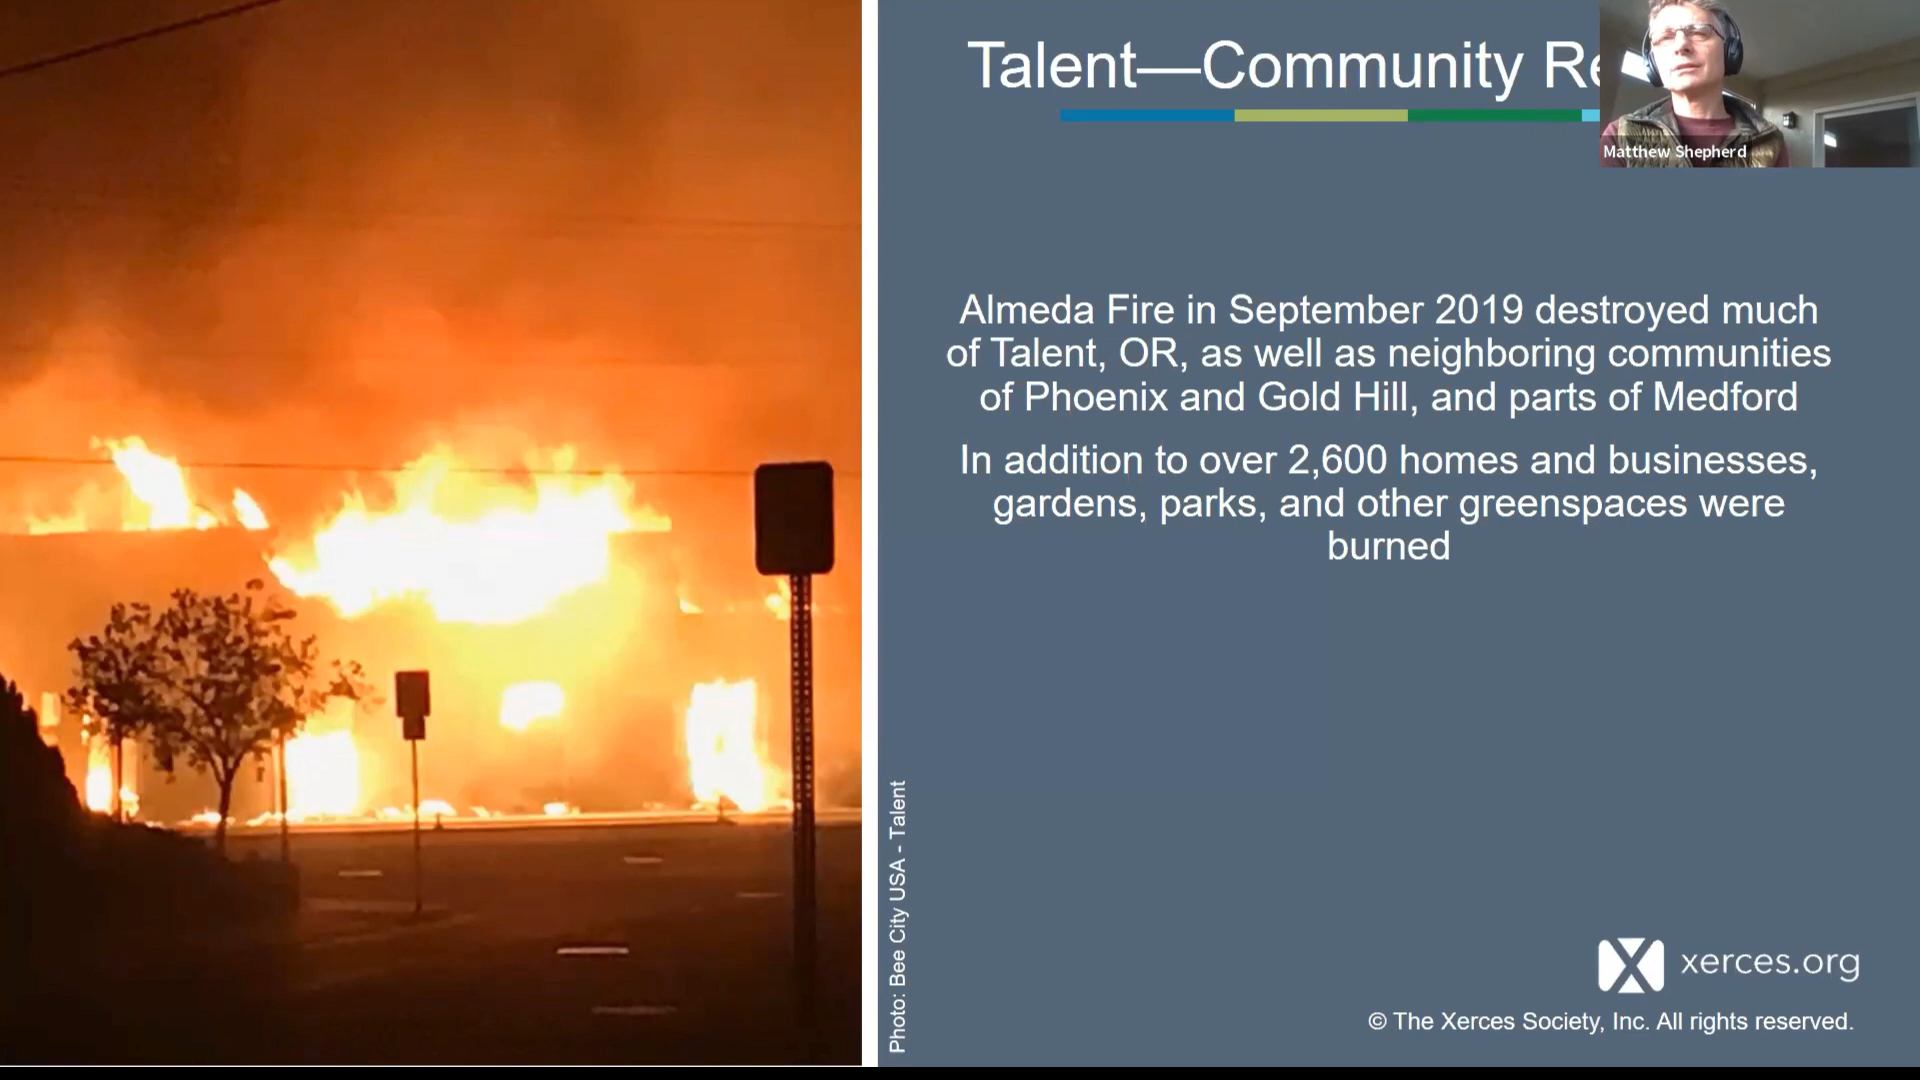 Talent—Community Re
Matthew Shepherd
Almeda Fire in September 2019 destroyed much
of Talent, OR, as well as neighboring communities
of Phoenix and Gold Hill, and parts of Medford
In addition to over 2,600 homes and businesses,
gardens, parks, and other greenspaces were
burned
Photo: Bee City USA - Talent
xerces.org
© The Xerces Society, Inc. All rights reserved.